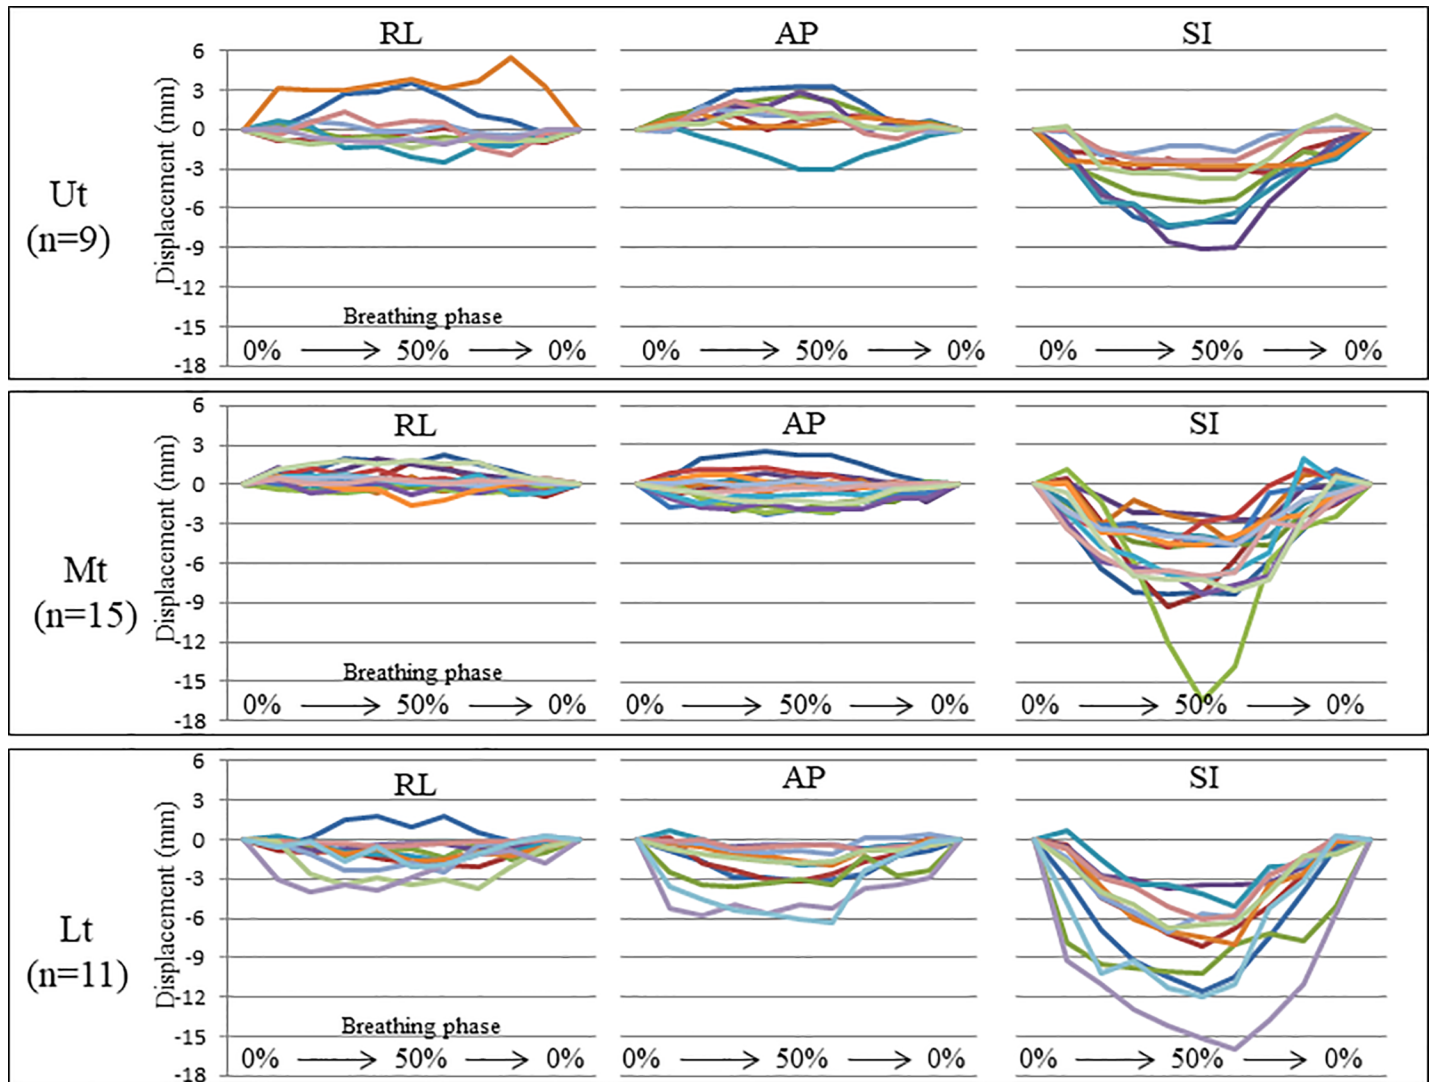 RL AP SI
6
3
0
-3
-6
-9
-12
-15
-18
Displacement (mm)
Ut
(n=9)
Breathing phase
0% → 50% → 0% 0% → 50% → 0% 0% → 50% → 0%
RL AP SI
6
3
0
-3
-6
-9
-12
-15
-18
Displacement (mm)
Mt
(n=15)
Breathing phase
0% → 50% → 0% 0% → 50% → 0% 0% → 50% → 0%
RL AP SI
6
3
0
-3
-6
-9
-12
-15
-18
Displacement (mm)
Lt
(n=11)
Breathing phase
0% → 50% → 0% 0% → 50% → 0% 0% → 50% → 0%